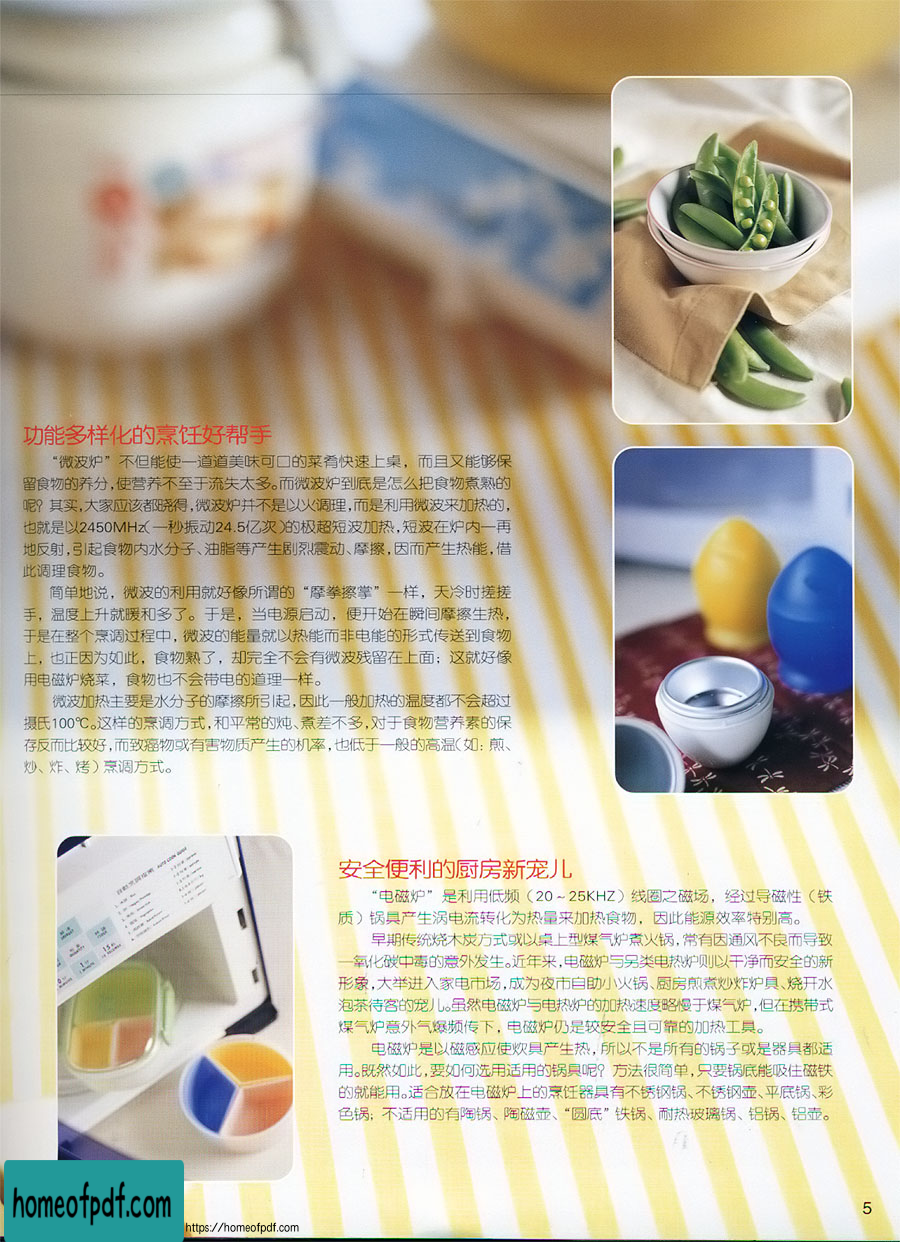 功能多样化的烹饪好帮手
“微波炉”不但能使一道道美味可口的菜肴快速上桌，而且又能够保
留食物的养分，使营养不至于流失太多。而微波炉到底是怎么把食物煮熟的
呢？其实，大家应该都晓得，微波炉并不是以火调理，而是利用微波来加热的，
也就是以2450MHz（一秒振动24.5亿次）的极超短波加热，短波在炉内一再
地反射，引起食物内水分子、油脂等产生剧烈震动、摩擦，因而产生热能，借
此调理食物。
简单地说，微波的利用就好像所谓的“摩拳擦掌”一样，天冷时搓搓
手，温度上升就暖和多了。于是，当电源启动，便开始在瞬间摩擦生热，
于是在整个烹调过程中，微波的能量就以热能而非电能的形式传送到食物
上，也正因为如此，食物熟了，却完全不会有微波残留在上面；这就好像
用电磁炉烧菜，食物也不会带电的道理一样。
微波加热主要是水分子的摩擦所引起，因此一般加热的温度都不会超过
摄氏100℃。这样的烹调方式，和平常的炖、煮差不多，对于食物营养素的保
存反而比较好，而致癌物或有害物质产生的机率，也低于一般的高温（如：煎、
炒、炸、烤）烹调方式。
安全便利的厨房新宠儿
“电磁炉”是利用低频（20～25KHZ）线圈之磁场，经过导磁性（铁
质）锅具产生涡电流转化为热量来加热食物，因此能源效率特别高。
早期传统烧木炭方式或以桌上型煤气炉煮火锅，常有因通风不良而导致
一氧化碳中毒的意外发生。近年来，电磁炉与另类电热炉则以干净而安全的新
形象，大举进入家电市场，成为夜市自助小火锅、厨房煎煮炒炸炉具、烧开水
泡茶待客的宠儿。虽然电磁炉与电热炉的加热速度略慢于煤气炉，但在携带式
煤气炉意外气爆频传下，电磁炉仍是较安全且可靠的加热工具。
电磁炉是以磁感应使炊具产生热，所以不是所有的锅子或是器具都适
用。既然如此，要如何选用适用的锅具呢？方法很简单，只要锅底能吸住磁铁
的就能用。适合放在电磁炉上的烹饪器具有不锈钢锅、不锈钢壶、平底锅、彩
色锅；不适用的有陶锅、陶磁壶、“圆底”铁锅、耐热玻璃锅、铝锅、铝壶。
homeofpdf.com
https://homeofpdf.com
5